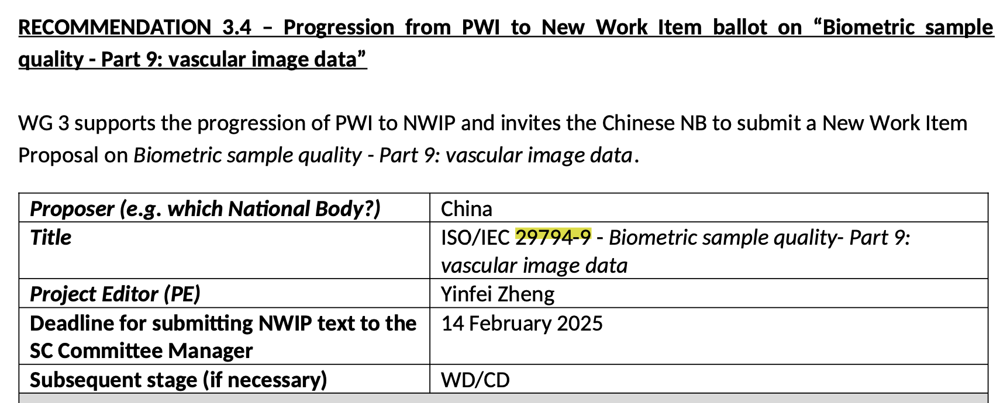 RECOMMENDATION 3.4 – Progression from PWI to New Work Item ballot on “Biometric sample
quality - Part 9: vascular image data”
WG 3 supports the progression of PWI to NWIP and invites the Chinese NB to submit a New Work Item
Proposal on Biometric sample quality - Part 9: vascular image data.
Proposer (e.g. which National Body?) China
Title ISO/IEC 29794-9 - Biometric sample quality- Part 9:
vascular image data
Project Editor (PE) Yinfei Zheng
Deadline for submitting NWIP text to the 14 February 2025
SC Committee Manager
Subsequent stage (if necessary) WD/CD